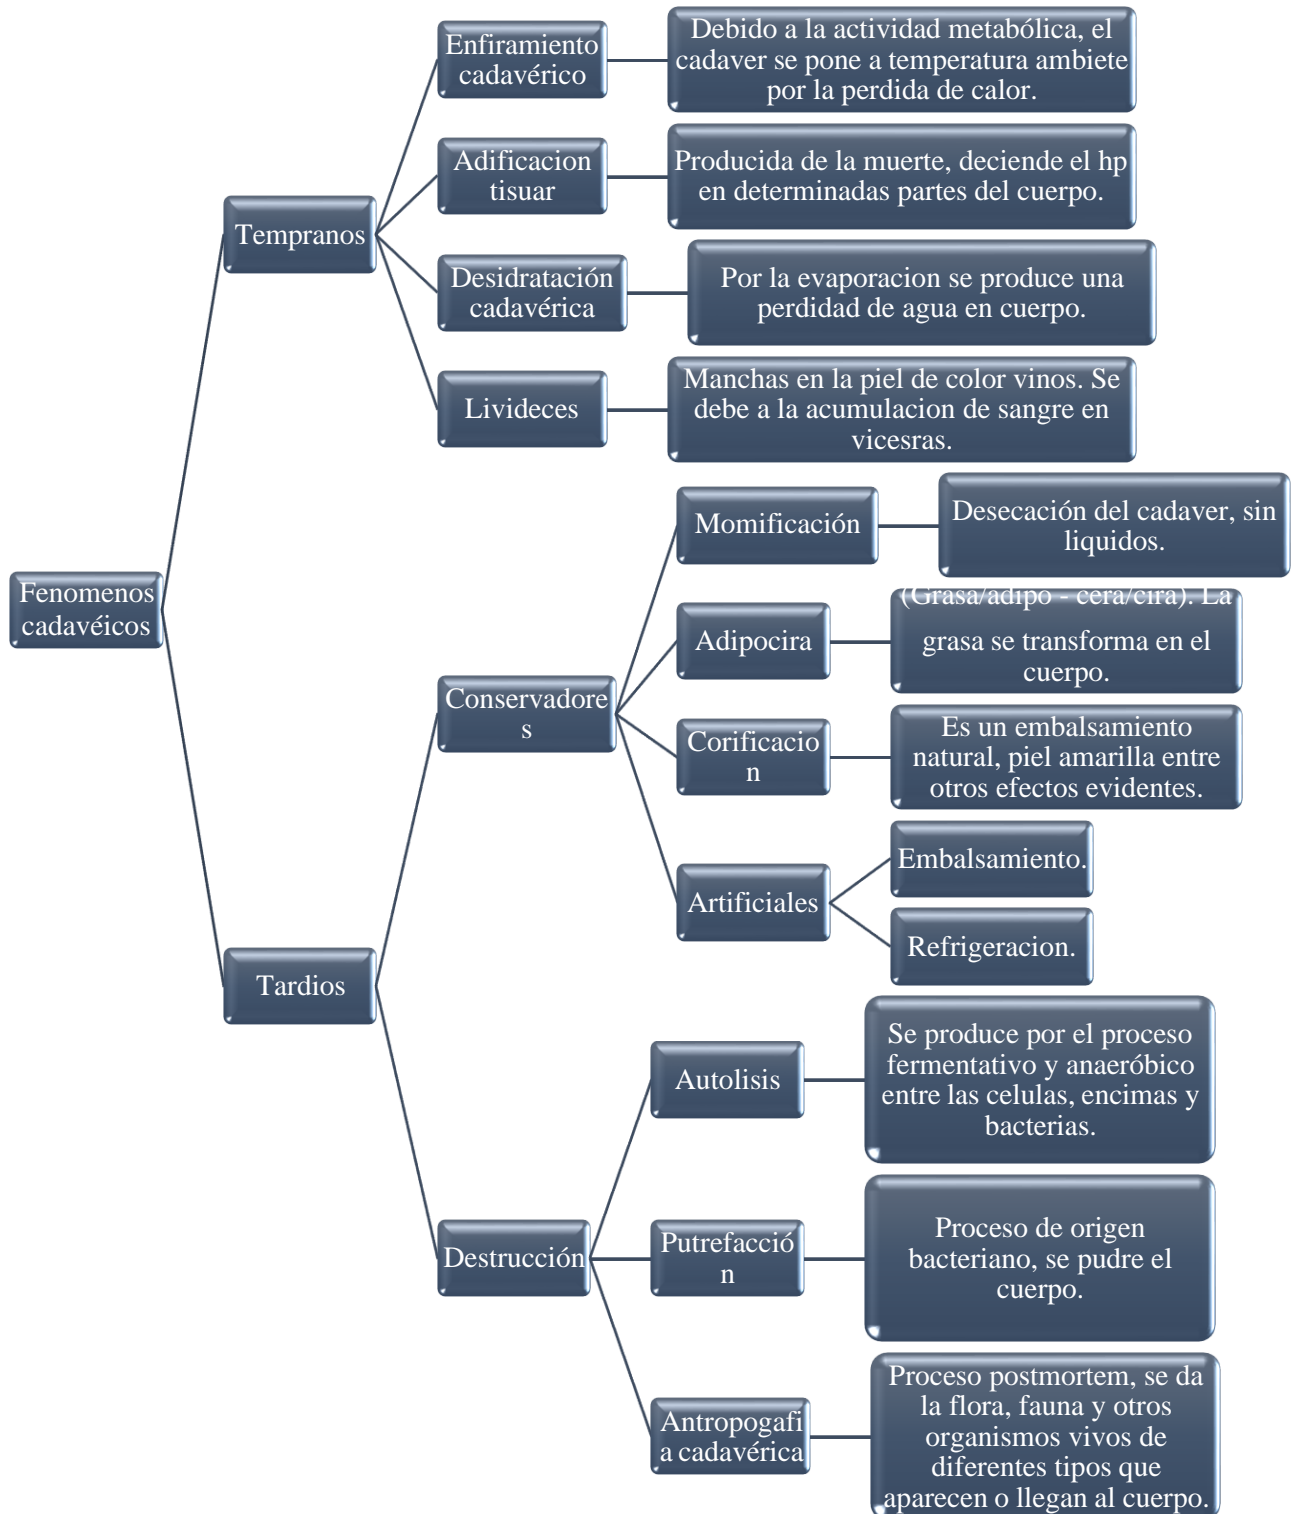 Fenomenos
cadavéicos
Tempranos
Enfiramiento
cadavérico
Debido a la actividad metabólica, el
cadaver se pone a temperatura ambiete
por la perdida de calor.
Adificacion
tisuar
Producida de la muerte, deciende el hp
en determinadas partes del cuerpo.
Desidratación
cadavérica
Por la evaporacion se produce una
perdidad de agua en cuerpo.
Livideces
Manchas en la piel de color vinos. Se
debe a la acumulacion de sangre en
vicesras.
Tardios
Conservadore
s
Momificación
Desecación del cadaver, sin
liquidos.
Adipocira
(Grasa/adipo - cera/cira). La
grasa se transforma en el
cuerpo.
Corificacio
n
Es un embalsamiento
natural, piel amarilla entre
otros efectos evidentes.
Artificiales
Embalsamiento.
Refrigeracion.
Destrucción
Autolisis
Se produce por el proceso
fermentativo y anaeróbico
entre las celulas, encimas y
bacterias.
Putrefacció
n
Proceso de origen
bacteriano, se pudre el
cuerpo.
Antropogafi
a cadavérica
Proceso postmortem, se da
la flora, fauna y otros
organismos vivos de
diferentes tipos que
aparecen o llegan al cuerpo.